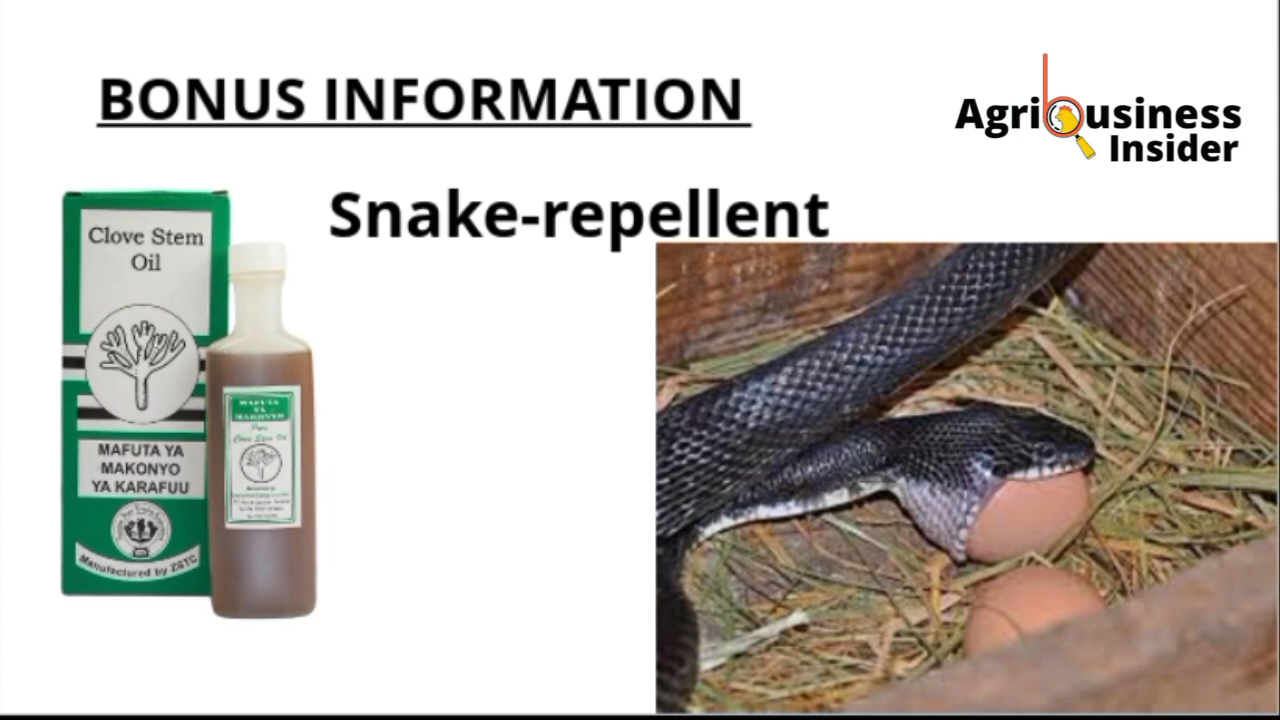 BONUS INFORMATION
Agribusiness
Insider
Snake-repellent
Clove Stem
Oil
MAFUTA YA
MAKONYO
YA KARAFUU
Manufactured by ZSTC
MAFUTA
YA
MAKONYO
Pure
Clove Stem Oil